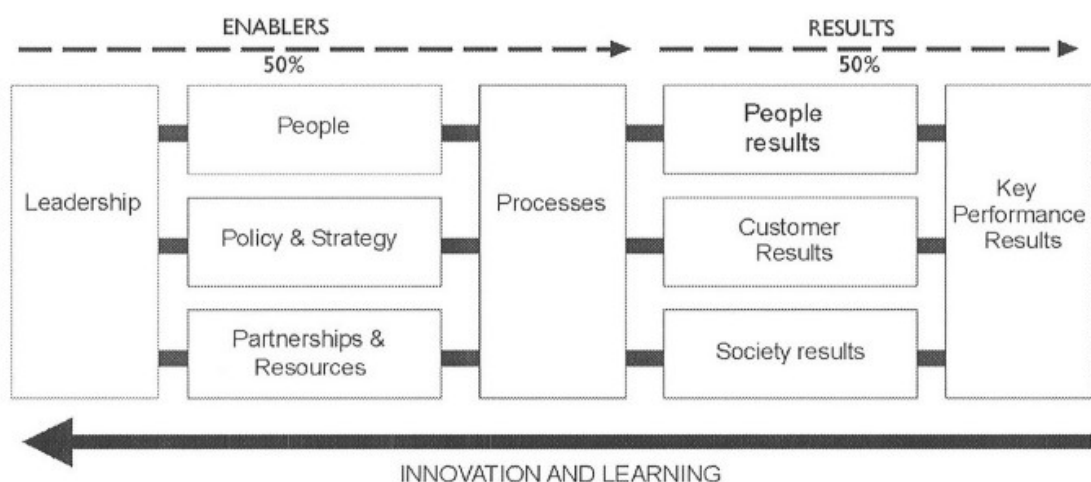 ENABLERS
RESULTS
50%
50%
People
People
results
Leadership
Processes
Key
Performance
Results
Policy & Strategy
Customer
Results
Partnerships &
Resources
Society results
INNOVATION AND LEARNING